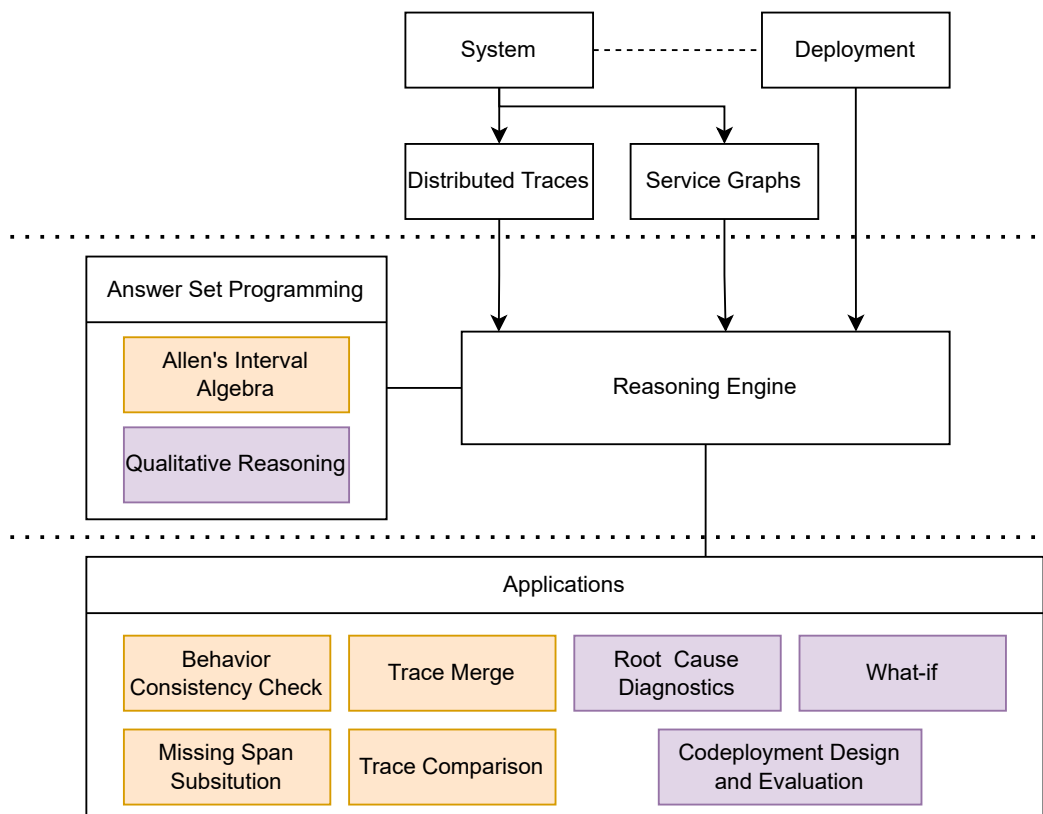 System
Deployment
Distributed Traces
Service Graphs
Answer Set Programming
Allen's Interval
Algebra
Qualitative Reasoning
Reasoning Engine
Applications
Behavior
Consistency Check
Trace Merge
Root Cause
Diagnostics
What-if
Missing Span
Subsitution
Trace Comparison
Codeployment Design
and Evaluation